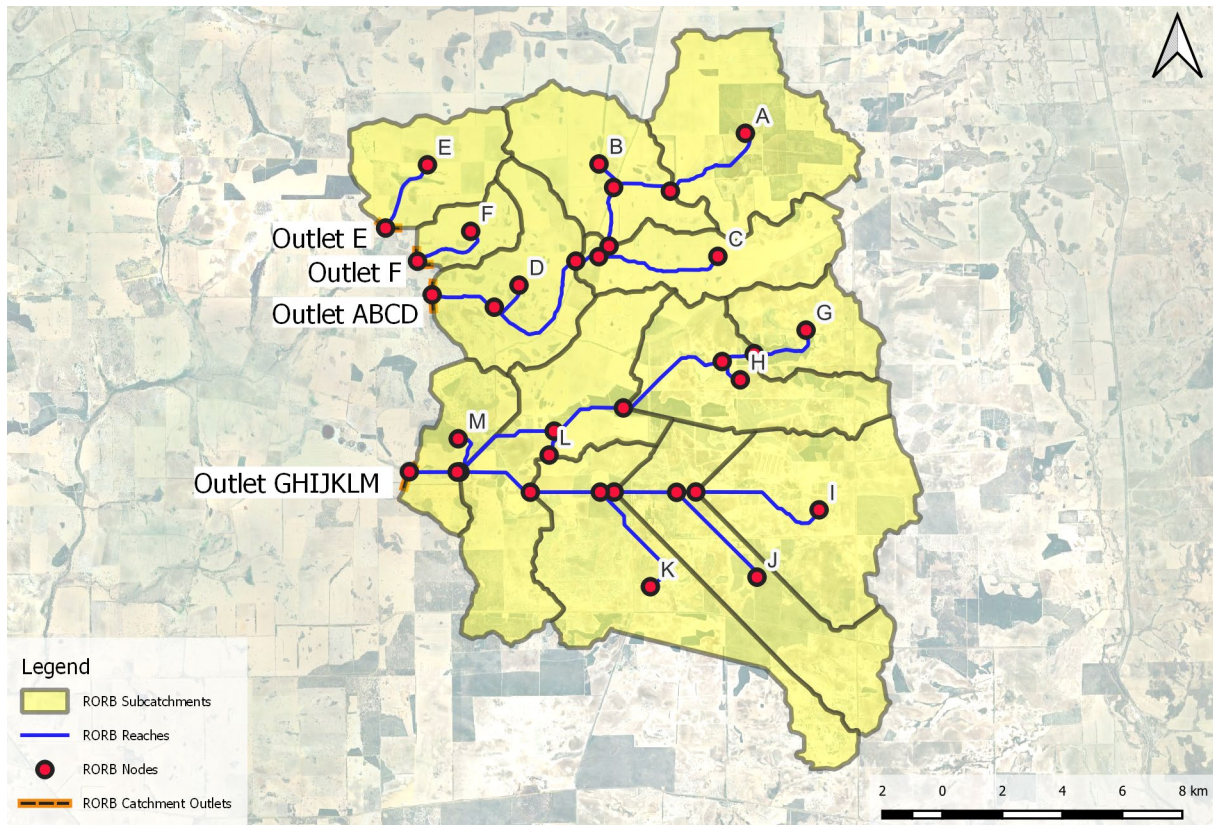 A
B
E
F
C
Outlet E
D
Outlet F
Outlet ABCD
G
H
M
L
Outlet GHIJKLM
I
J
K
Legend
RORB Subcatchments
RORB Reaches
RORB Nodes
RORB Catchment Outlets
2 0 2 4 6 8 km